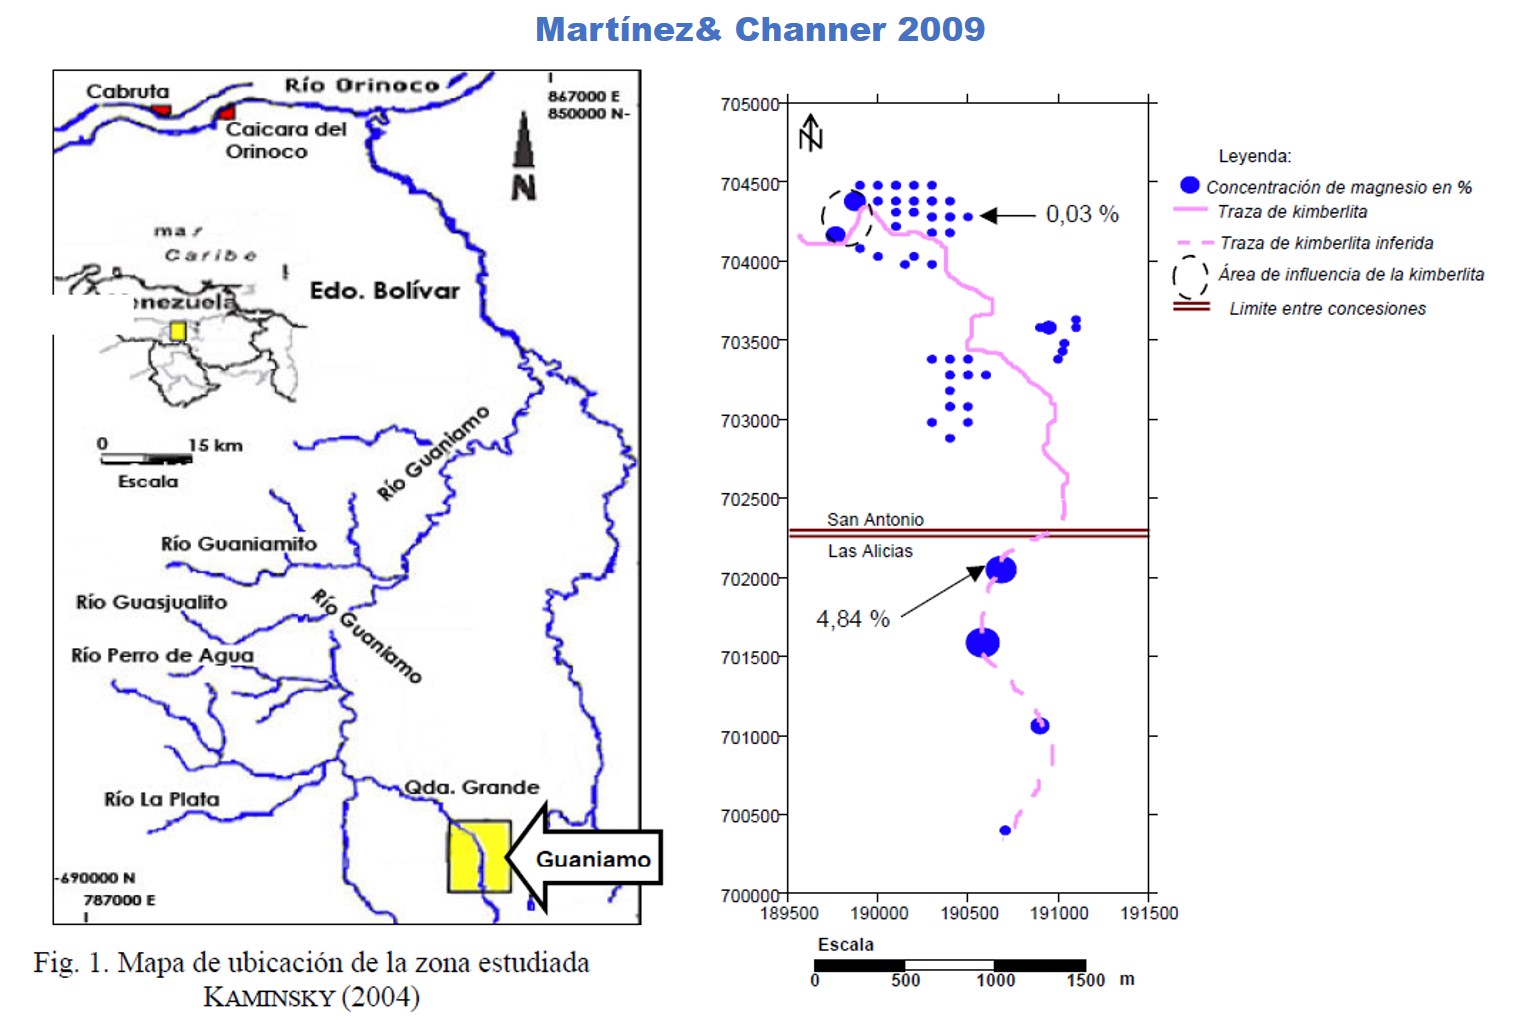 Martínez& Channer 2009
Cabruta
Río Orinoco
867000 E
850000 N-
Caicara del
Orinoco
N
mar
Caribe
enezuela
Edo. Bolívar
0 15 km
Escala
Río Guaniamo
Río Guaniamito
Río Guasjualito
Río Guaniamo
Río Perro de Agua
Qda. Grande
Río La Plata
Guaniamo
-690000 N
787000 E
Fig. 1. Mapa de ubicación de la zona estudiada
KAMINSKY (2004)
705000
N
704500
0,03 %
704000
703500
703000
702500
San Antonio
Las Alicias
702000
4,84 %
701500
701000
700500
700000
189500 190000 190500 191000 191500
Escala
0 500 1000 1500 m
Leyenda:
Concentración de magnesio en %
Traza de kimberlita
Traza de kimberlita inferida
Área de influencia de la kimberlita
Limite entre concesiones